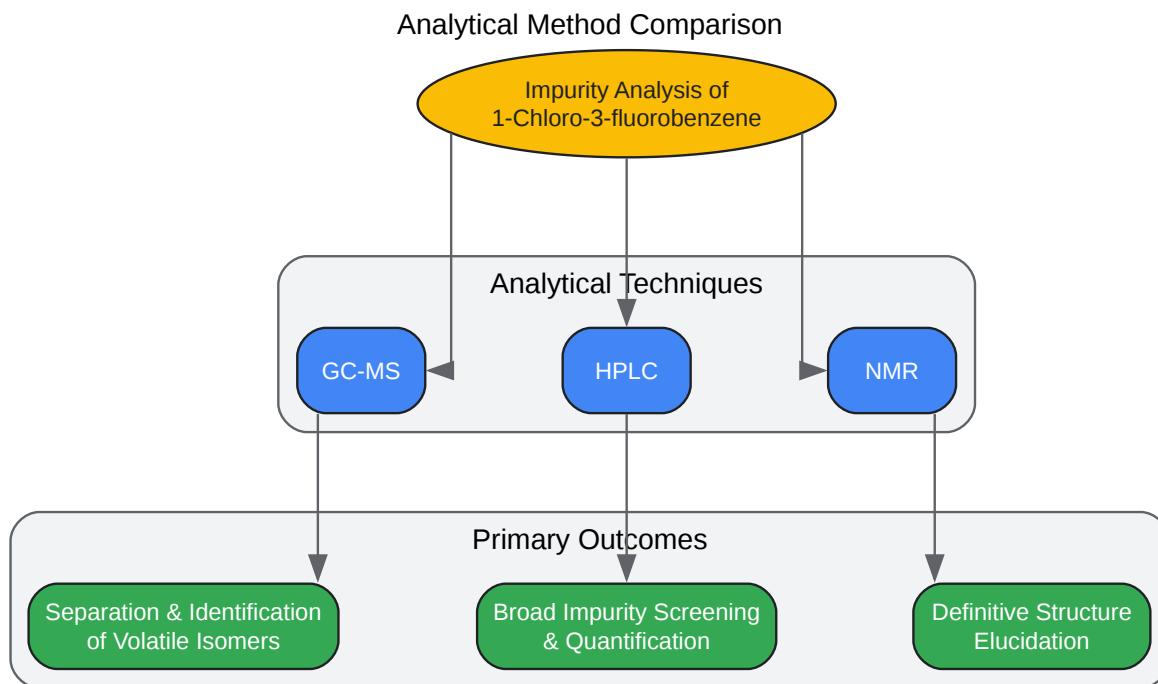 Analytical Method Comparison
Impurity Analysis of
1-Chloro-3-fluorobenzene
Analytical Techniques
GC-MS
HPLC
NMR
Primary Outcomes
Separation & Identification
of Volatile Isomers
Broad Impurity Screening
& Quantification
Definitive Structure
Elucidation